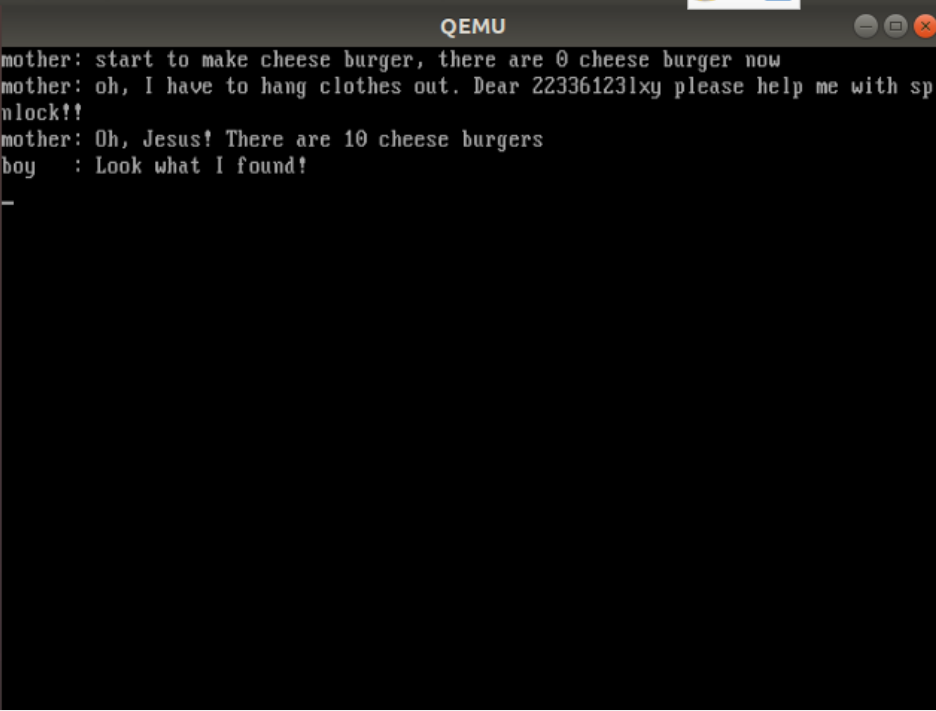 QEMU
mother: start to make cheese burger, there are 0 cheese burger now
mother: oh, I have to hang clothes out. Dear 22336123lxy please help me with sp
nlock!!
mother: Oh, Jesus! There are 10 cheese burgers
boy   : Look what I found!